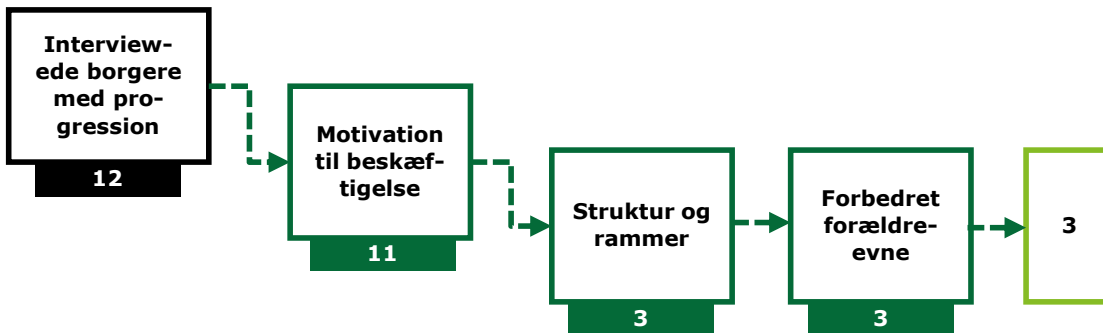 Interview-
ede borgere
med pro-
gression
12
Motivation
til beskæf-
tigelse
11
Struktur og
rammer
3
Forbedret
forældre-
evne
3
3